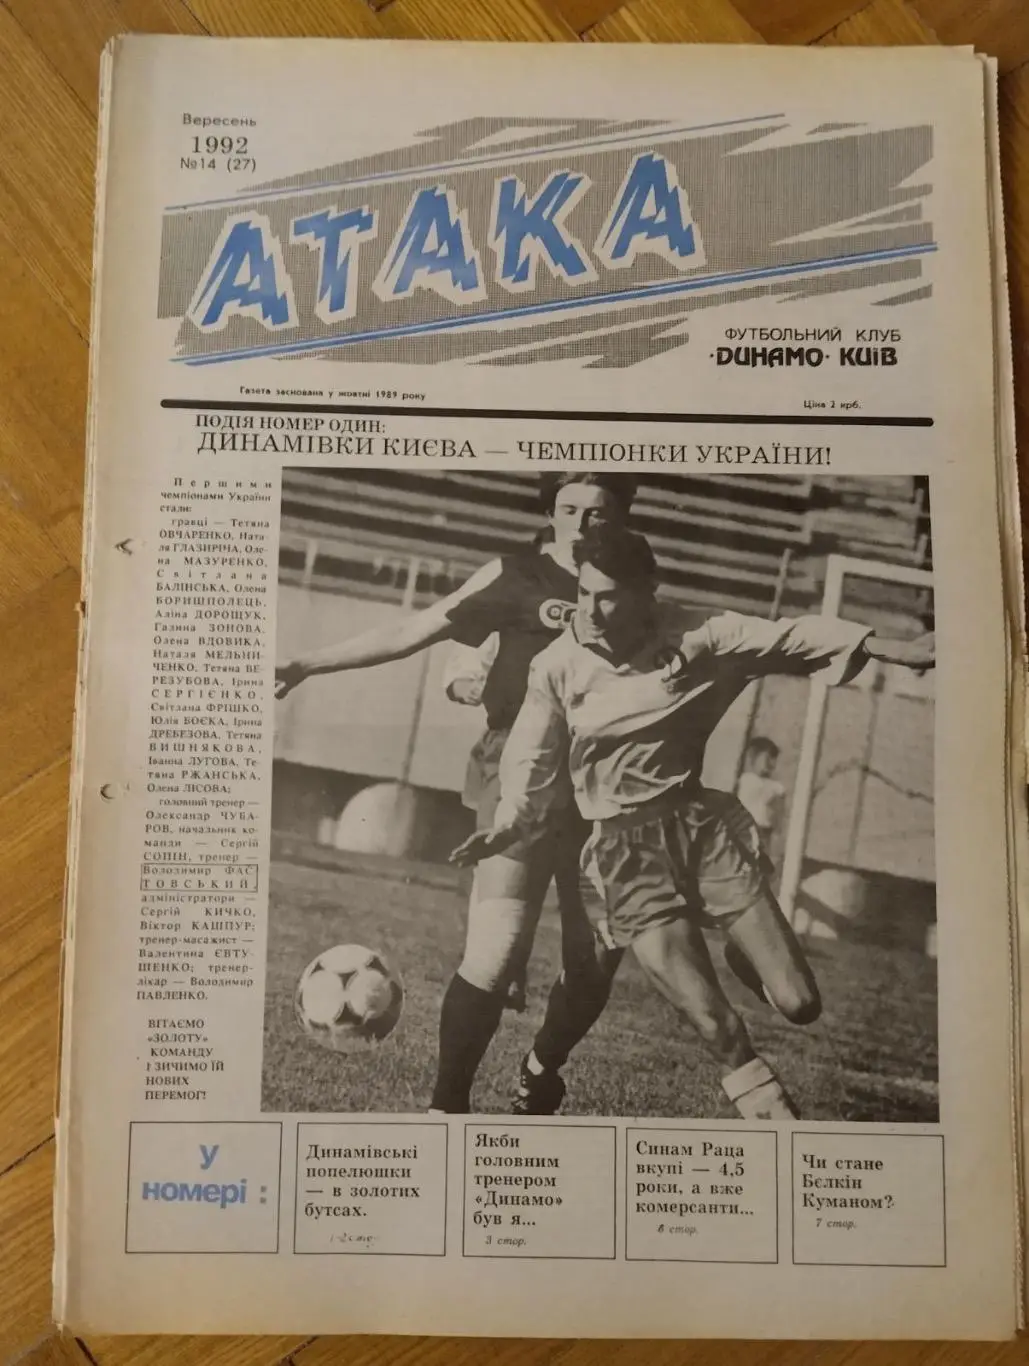 Вересень
1992
№14 (27)
АТАКА
ФУТБОЛЬНИЙ КЛУБ
·ДИНАМО· КИЇВ
Газета заснована у жовтні 1989 року
Ціна 2 крб.
ПОДІЯ НОМЕР ОДИН:
ДИНАМІВКИ КИЄВА — ЧЕМПІОНКИ УКРАЇНИ!
Першими
чемпіонами України
стали:
гравці — Тетяна
ОВЧАРЕНКО, Ната-
ля ГЛАЗИРІНА, Оле-
на МАЗУРЕНКО,
Світлана
БАЛІНСЬКА, Олена
БОРИШПОЛЕЦЬ,
Аліна ДОРОЩУК,
Галина ЗОНОВА,
Олена ВДОВИКА,
Наталя МЕЛЬНИ-
ЧЕНКО, Тетяна ВЕ-
РЕЗУБОВА, Ірина
СЕРГІЄНКО,
Світлана ФРІШКО,
Юлія БОЄКА, Ірина
ДРЕБЕЗОВА, Тетяна
ВИШНЯКОВА,
Іванна ЛУГОВА, Те-
тяна РЖАНСЬКА,
Олена ЛІСОВА;
головний тренер —
Олександр ЧУБА-
РОВ, начальник ко-
манди — Сергій
СОПІН, тренер —
Володимир ФАС-
ТОВСЬКИЙ,
адміністратори —
Сергій КИЧКО,
Віктор КАШПУР;
тренер-масажист —
Валентина ЄВТУ-
ШЕНКО; тренер-
лікар — Володимир
ПАВЛЕНКО.
ВІТАЄМО
«ЗОЛОТУ»
КОМАНДУ
І ЗИЧИМО ЇЙ
НОВИХ
ПЕРЕМОГ!
У
номері:
Динамівські
попелюшки
— в золотих
бутсах.
Якби
головним
тренером
«Динамо»
був я...
3 стор.
Синам Раца
вкупі — 4,5
роки, а вже
комерсанти...
6 стор.
Чи стане
Бєлкін
Куманом?
7 стор.